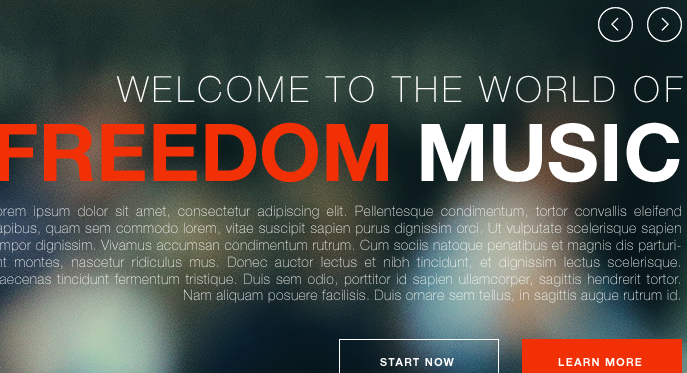 WELCOME TO THE WORLD OF
FREEDOM MUSIC
orem ipsum dolor sit amet, consectetur adipiscing elit. Pellentesque condimentum, tortor convallis eleifend
apibus, quam sem commodo lorem, vitae suscipit sapien purus dignissim orci. Ut vulputate scelerisque sapien
mpor dignissim. Vivamus accumsan condimentum rutrum. Cum sociis natoque penatibus et magnis dis parturi-
nt montes, nascetur ridiculus mus. Donec auctor lectus et nibh tincidunt, et dignissim lectus scelerisque.
aecenas tincidunt fermentum tristique. Duis sem odio, porttitor id sapien ullamcorper, sagittis hendrerit tortor.
Nam aliquam posuere facilisis. Duis ornare sem tellus, in sagittis augue rutrum id.
START NOW
LEARN MORE